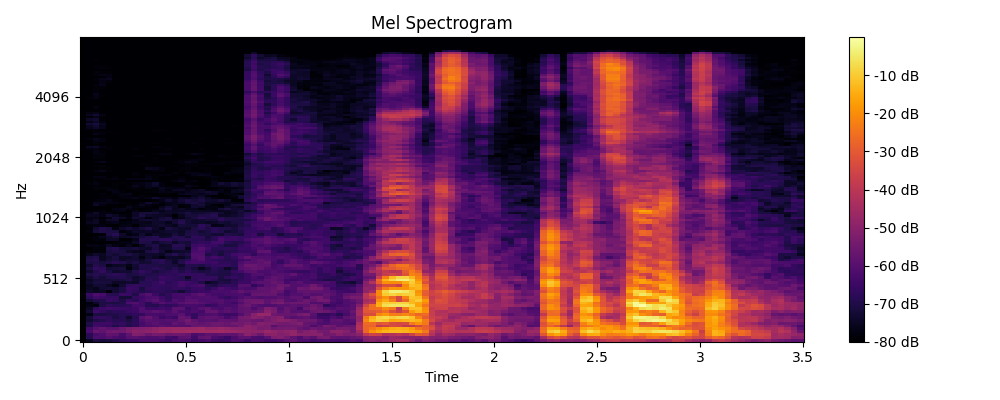 Mel Spectrogram
Hz
4096
2048
1024
512
0
0
0.5
1
1.5
2
2.5
3
3.5
Time
-10 dB
-20 dB
-30 dB
-40 dB
-50 dB
-60 dB
-70 dB
-80 dB